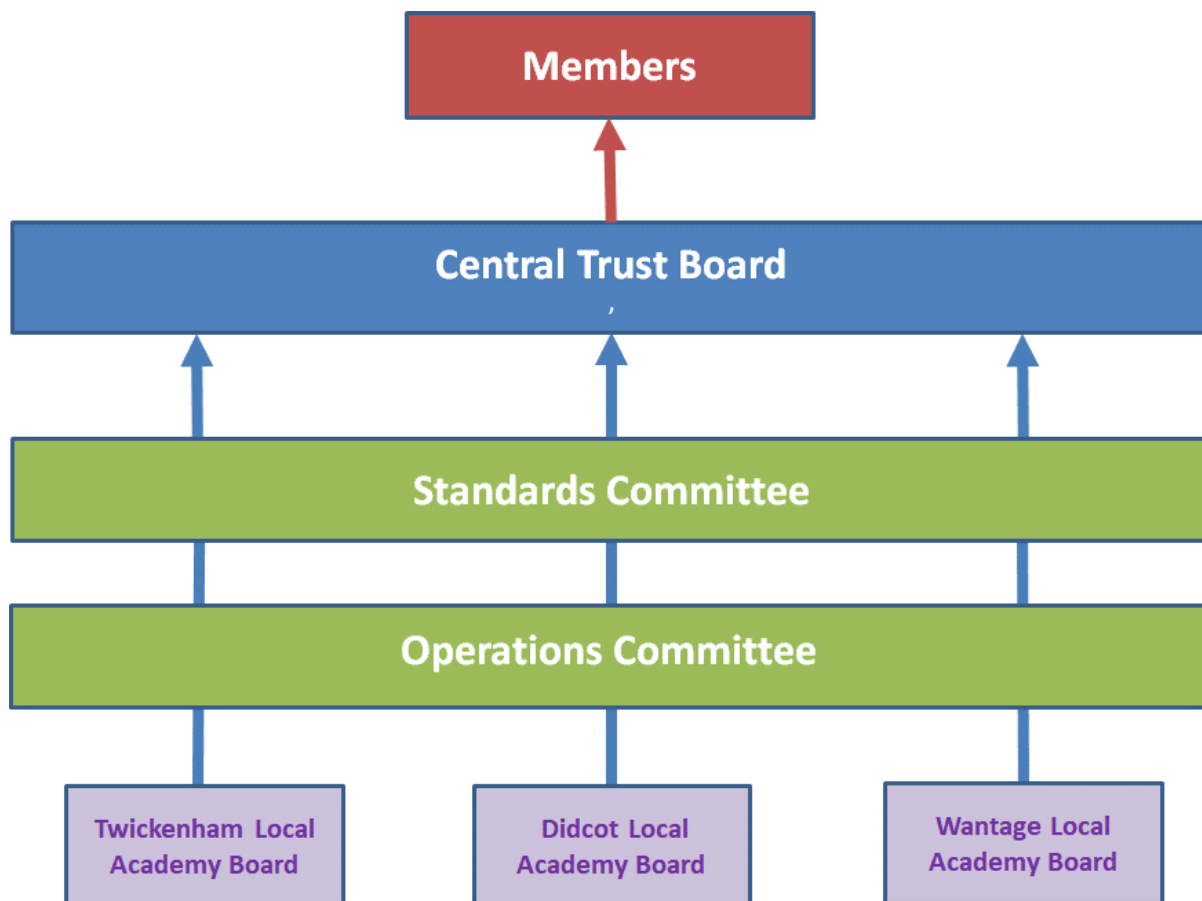 Members
Central Trust Board
,
Standards Committee
Operations Committee
Twickenham Local
Academy Board
Didcot Local
Academy Board
Wantage Local
Academy Board